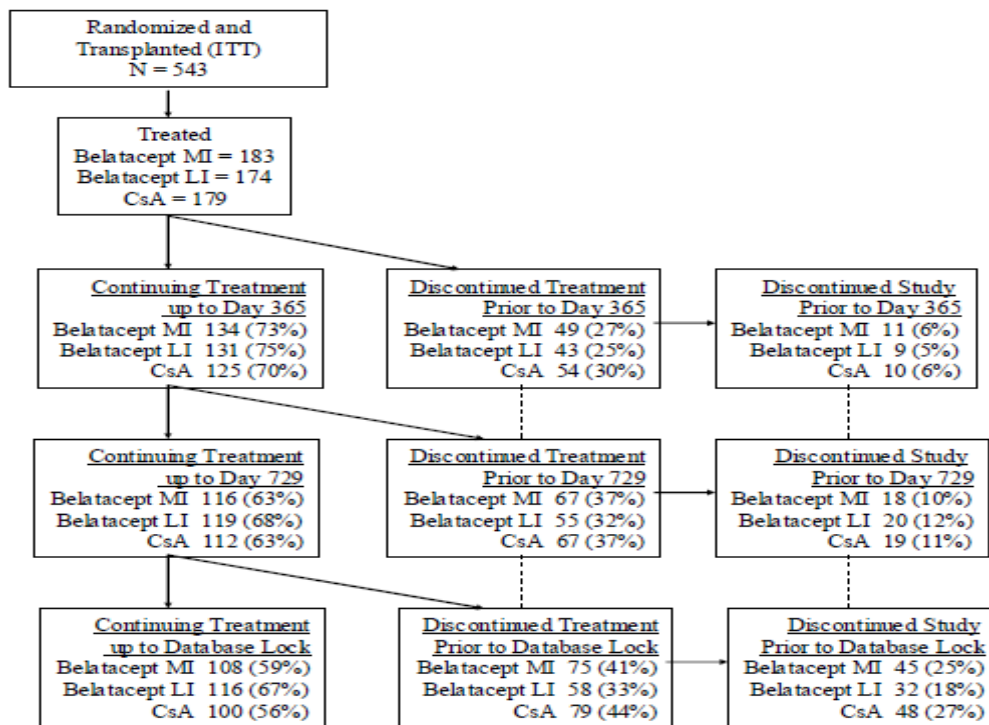 Randomized and
Transplanted (ITT)
N = 543
Treated
Belatacept MI = 183
Belatacept LI = 174
CsA = 179
Continuing Treatment
up to Day 365
Belatacept MI 134 (73%)
Belatacept LI 131 (75%)
CsA 125 (70%)
Discontinued Treatment
Prior to Day 365
Belatacept MI 49 (27%)
Belatacept LI 43 (25%)
CsA 54 (30%)
Discontinued Study
Prior to Day 365
Belatacept MI 11 (6%)
Belatacept LI 9 (5%)
CsA 10 (6%)
Continuing Treatment
up to Day 729
Belatacept MI 116 (63%)
Belatacept LI 119 (68%)
CsA 112 (63%)
Discontinued Treatment
Prior to Day 729
Belatacept MI 67 (37%)
Belatacept LI 55 (32%)
CsA 67 (37%)
Discontinued Study
Prior to Day 729
Belatacept MI 18 (10%)
Belatacept LI 20 (12%)
CsA 19 (11%)
Continuing Treatment
up to Database Lock
Belatacept MI 108 (59%)
Belatacept LI 116 (67%)
CsA 100 (56%)
Discontinued Treatment
Prior to Database Lock
Belatacept MI 75 (41%)
Belatacept LI 58 (33%)
CsA 79 (44%)
Discontinued Study
Prior to Database Lock
Belatacept MI 45 (25%)
Belatacept LI 32 (18%)
CsA 48 (27%)